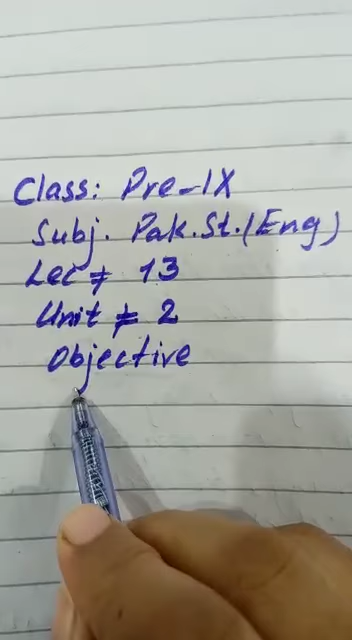 Class: Pre-IX
Subj. Pak.St.(Eng)
Lec # 13
Unit # 2
Objective